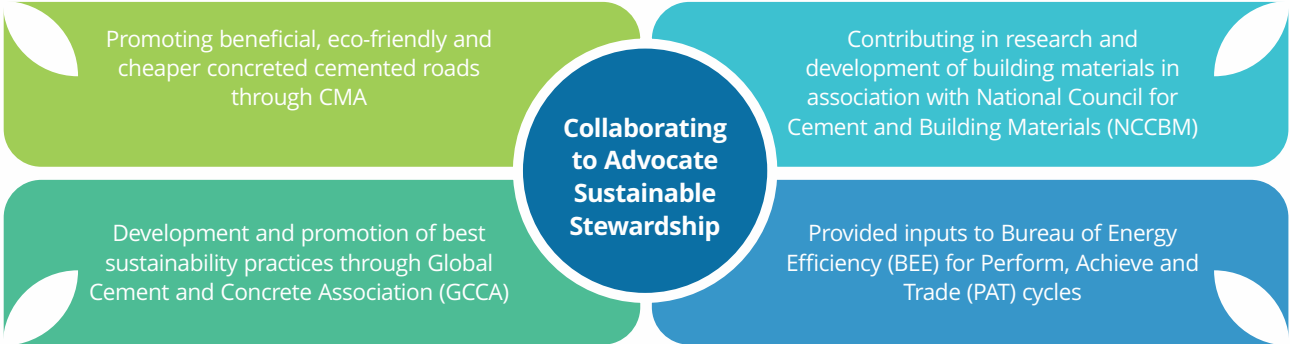 Promoting beneficial, eco-friendly and
cheaper concreted cemented roads
through CMA
Contributing in research and
development of building materials in
association with National Council for
Cement and Building Materials (NCCBM)
Collaborating
to Advocate
Sustainable
Stewardship
Development and promotion of best
sustainability practices through Global
Cement and Concrete Association (GCCA)
Provided inputs to Bureau of Energy
Efficiency (BEE) for Perform, Achieve and
Trade (PAT) cycles